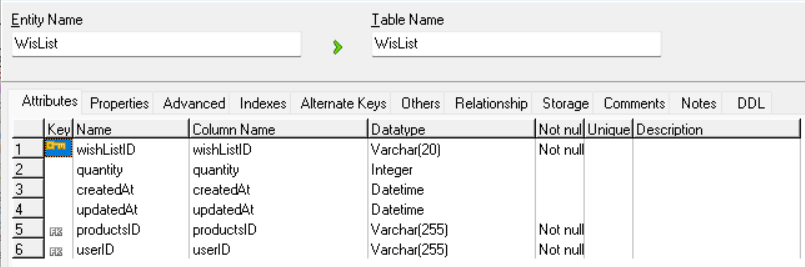 Entity Name Table Name
WisList WisList
Attributes Properties Advanced Indexes Alternate Keys Others Relationship Storage Comments Notes DDL
Key Name Column Name Datatype Not nul Unique Description
1 wishListID wishListID Varchar(20) Not null
2 quantity quantity Integer
3 createdAt createdAt Datetime
4 updatedAt updatedAt Datetime
5 productsID productsID Varchar(255) Not null
6 userID userID Varchar(255) Not null